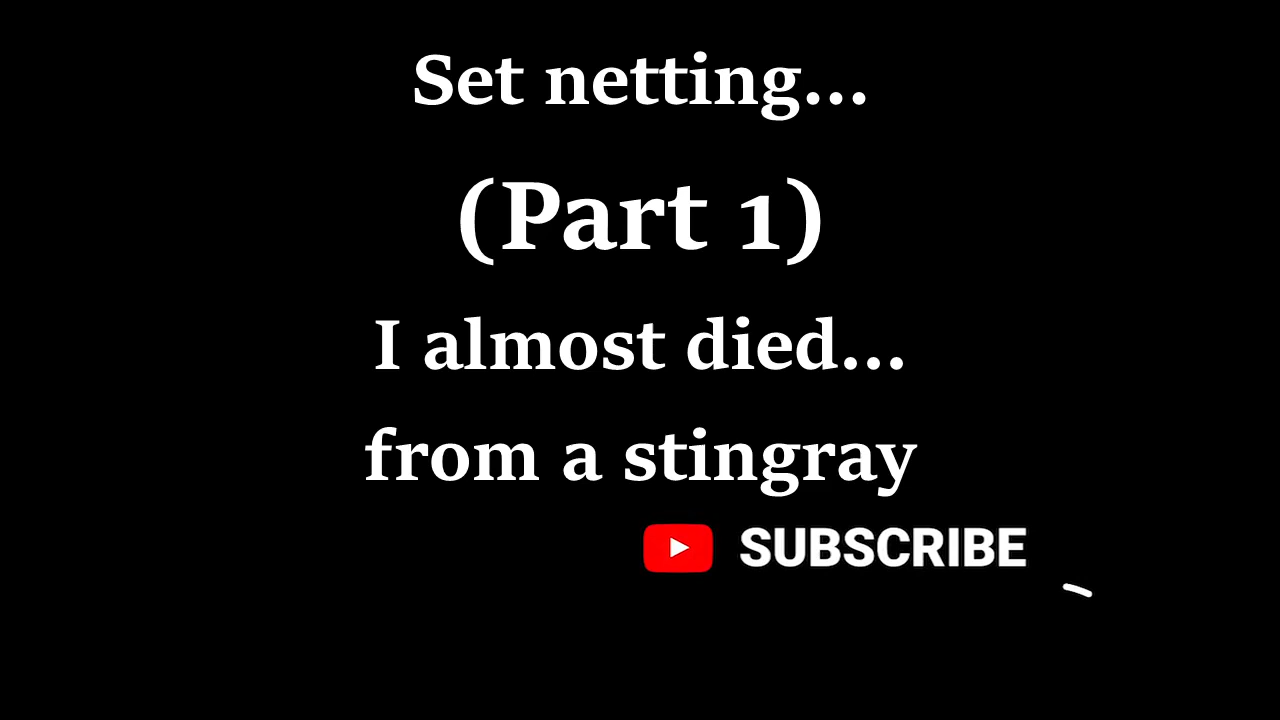 Set netting...
(Part 1)
I almost died...
from a stingray
SUBSCRIBE